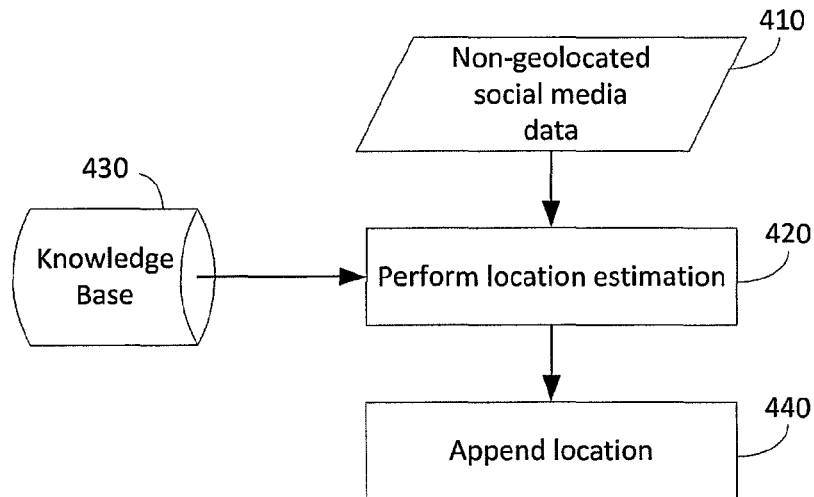 410
Non-geolocated
social media
data
430
Knowledge
Base
420
Perform location estimation
440
Append location